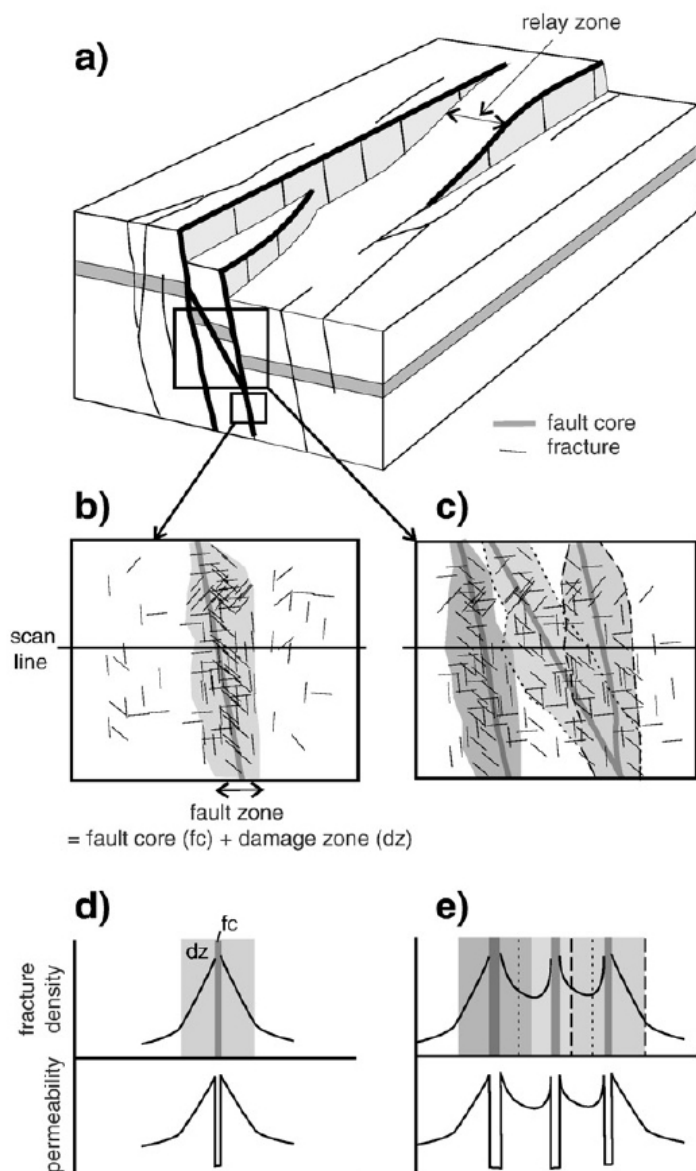 a)
relay zone
fault core
fracture
b)
c)
scan
line
fault zone
= fault core (fc) + damage zone (dz)
d)
e)
fc
dz
fracture
density
permeability